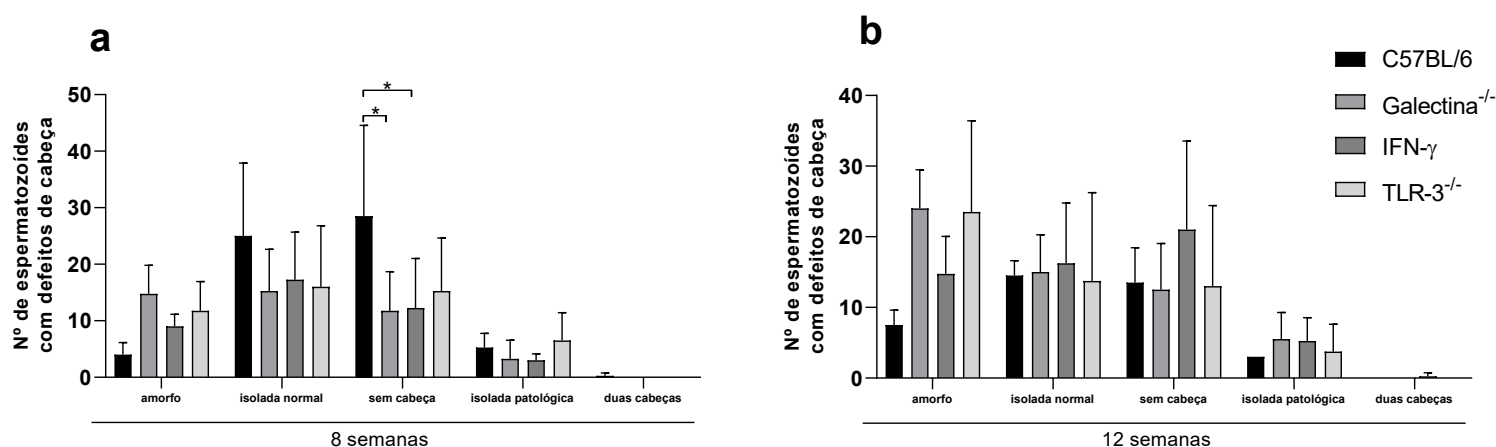 a
Nº de espermatozoídes
com defeitos de cabeça
50
40
30
20
10
0
*
*
amorfo
isolada normal
sem cabeça
isolada patológica
duas cabeças
8 semanas
b
Nº de espermatozoídes
com defeitos de cabeça
40
30
20
10
0
amorfo
isolada normal
sem cabeça
isolada patológica
duas cabeças
12 semanas
C57BL/6
Galectina-/-
IFN-γ
TLR-3-/-